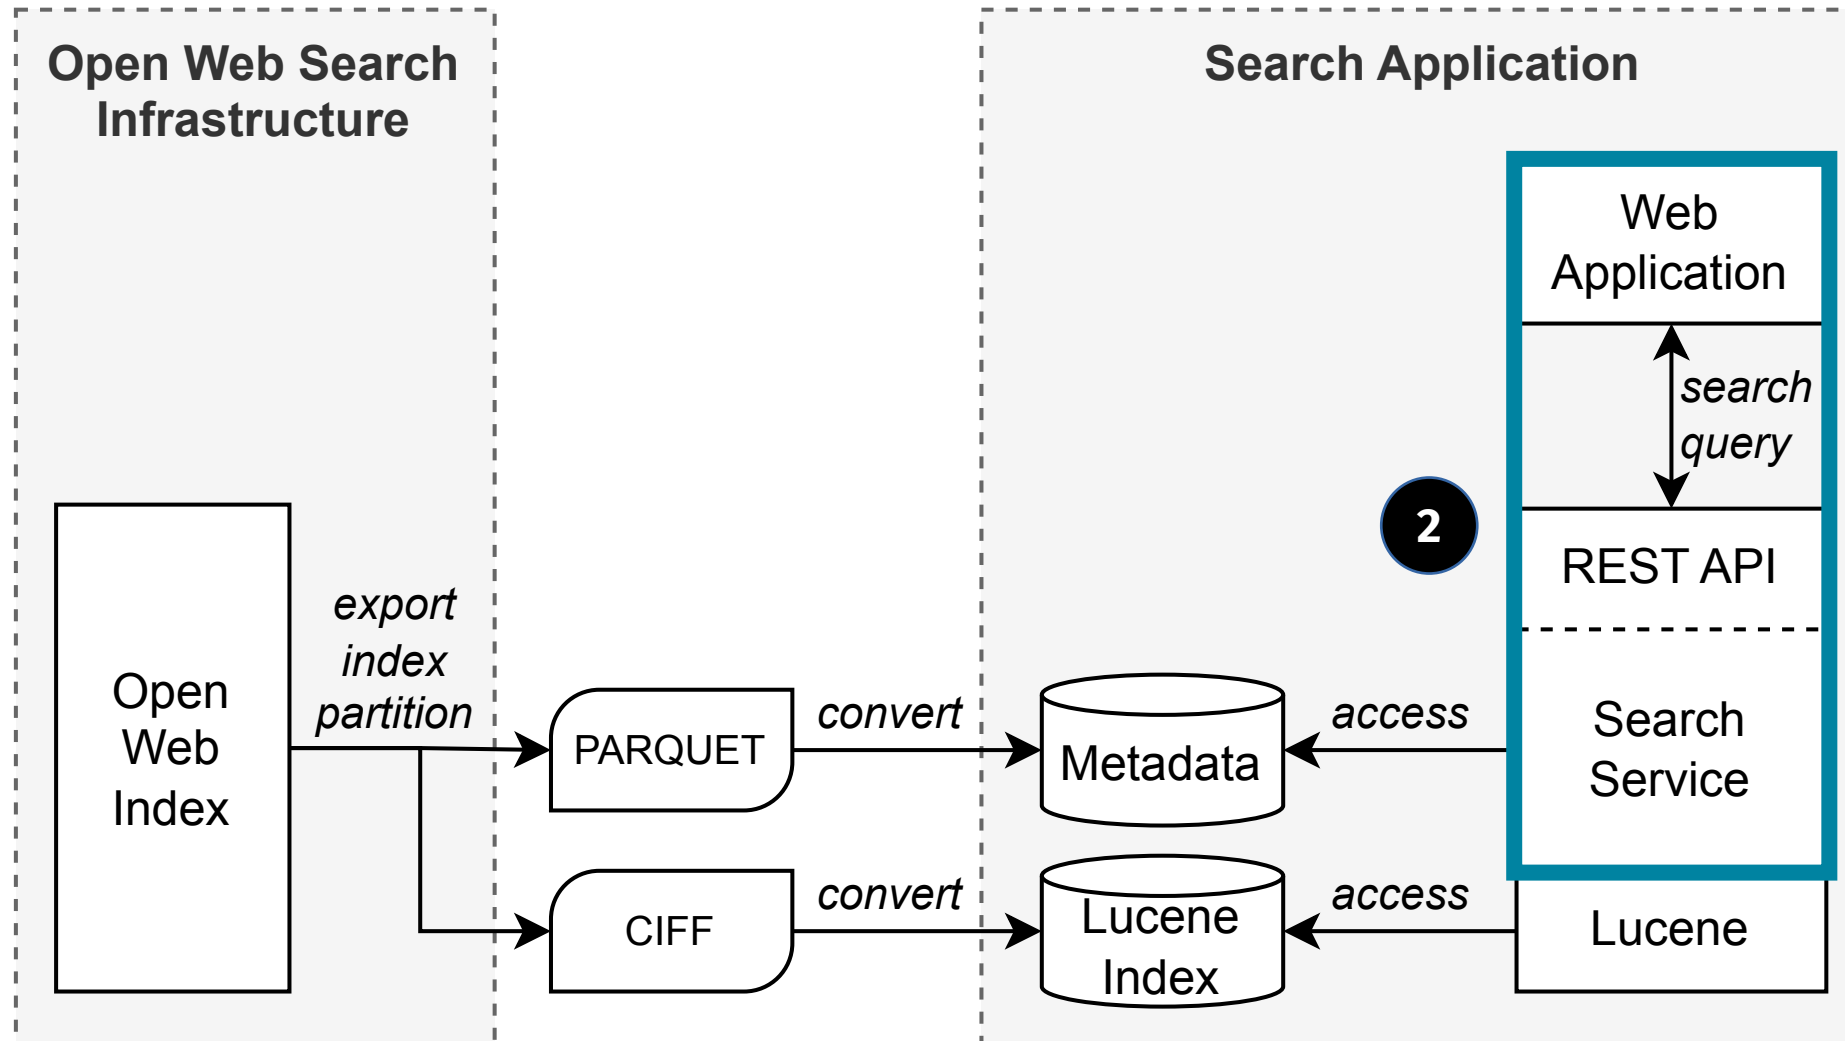 Open Web Search
Infrastructure
Search Application
Web
Application
search
query
2
REST API
export
index
partition
Open
Web
Index
PARQUET
convert
Metadata
access
Search
Service
CIFF
convert
Lucene
Index
access
Lucene